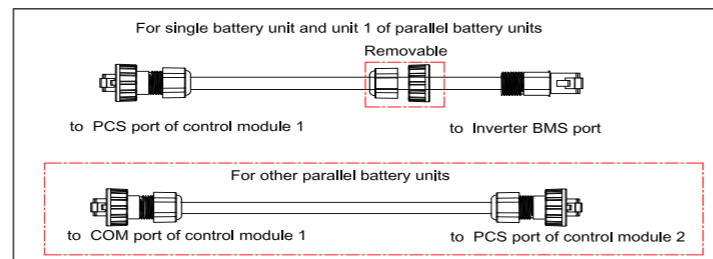 For single battery unit and unit 1 of parallel battery units
Removable
to PCS port of control module 1
to Inverter BMS port
For other parallel battery units
to COM port of control module 1
to PCS port of control module 2